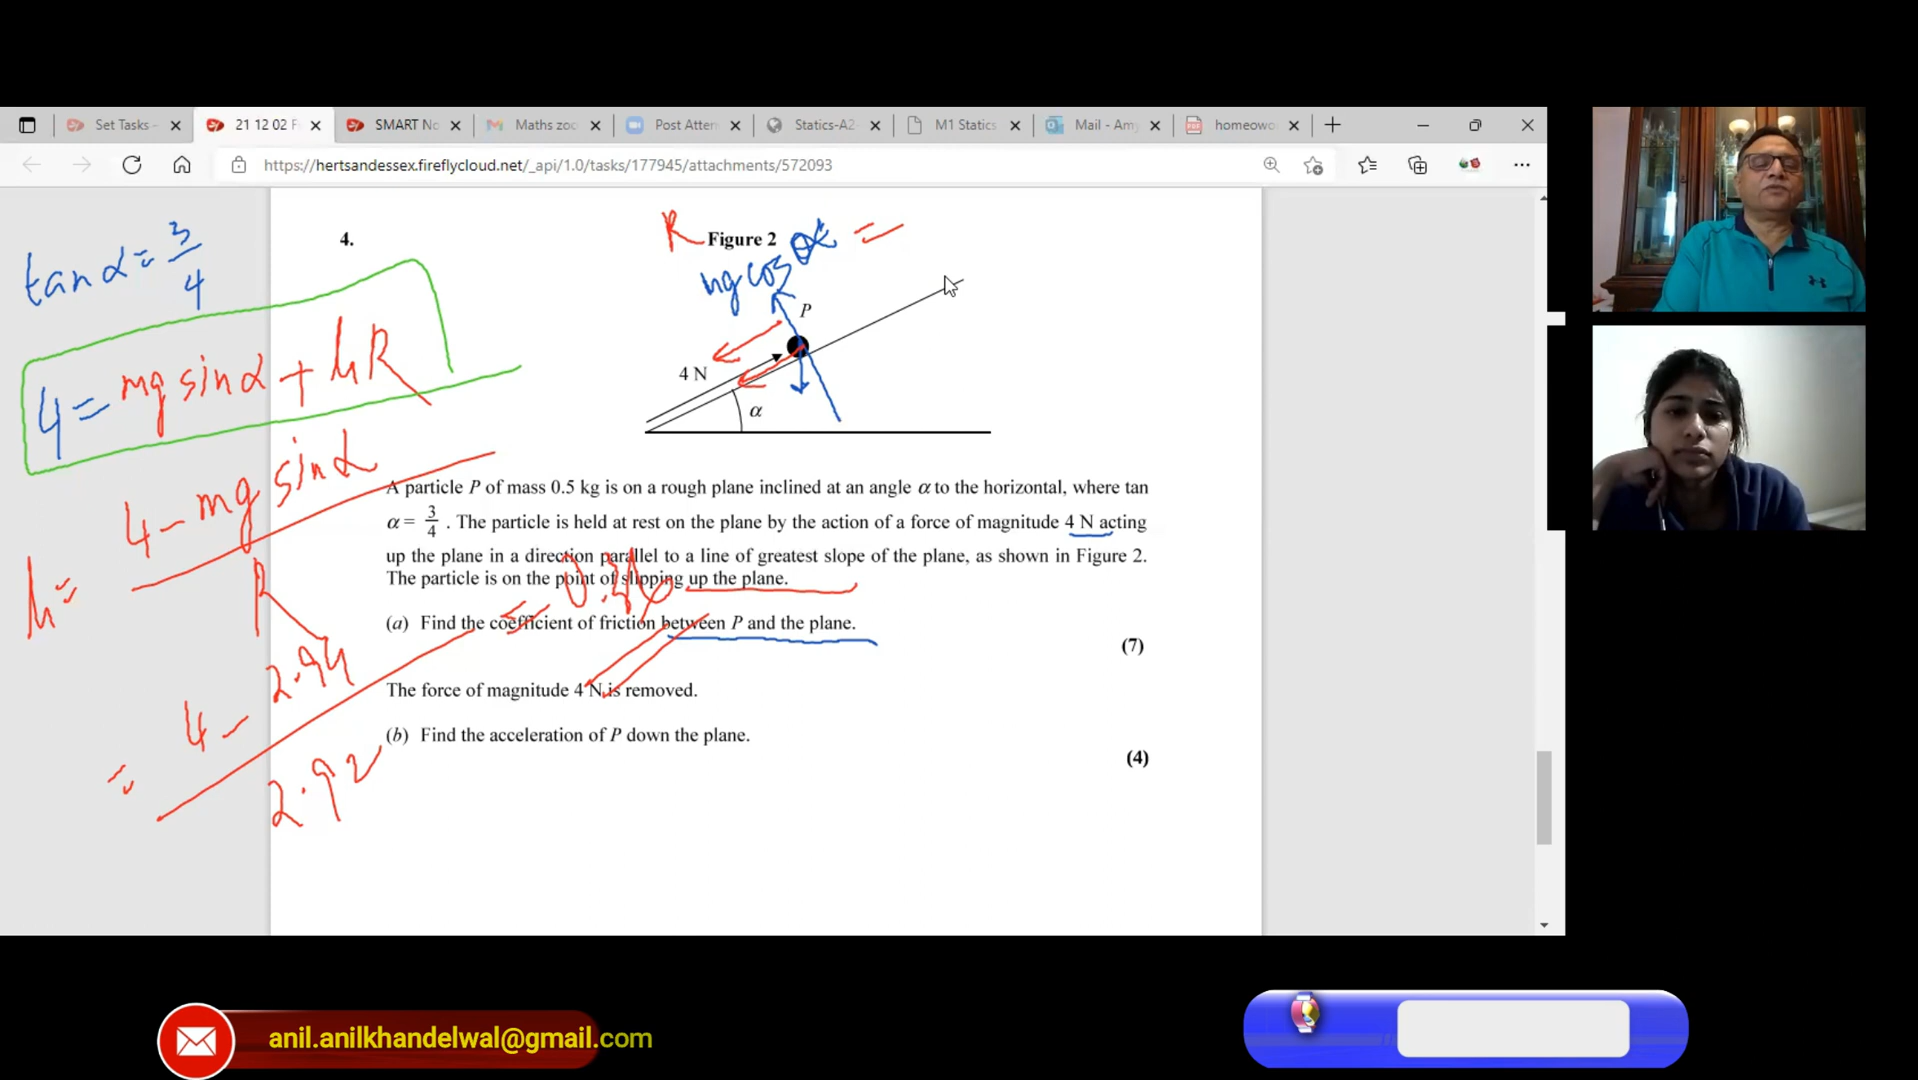 Set Tasks - 21 12 02 F SMART No Maths zoo Post Atten Statics-A2- M1 Statics Mail - Am homeowo
https://hertsandessex.fireflycloud.net/_api/1.0/tasks/177945/attachments/572093
4.
R Figure 2
mg cos α =
P
4 N
α
tan α = 3/4
4 = mg sin α + μR
μ = 4 - mg sin α / R
= 4 - 2.94 / 2.92
= 0.36
A particle P of mass 0.5 kg is on a rough plane inclined at an angle α to the horizontal, where tan
α = 3/4 . The particle is held at rest on the plane by the action of a force of magnitude 4 N acting
up the plane in a direction parallel to a line of greatest slope of the plane, as shown in Figure 2.
The particle is on the point of slipping up the plane.
(a) Find the coefficient of friction between P and the plane.
(7)
The force of magnitude 4 N is removed.
(b) Find the acceleration of P down the plane.
(4)
anil.anilkhandelwal@gmail.com